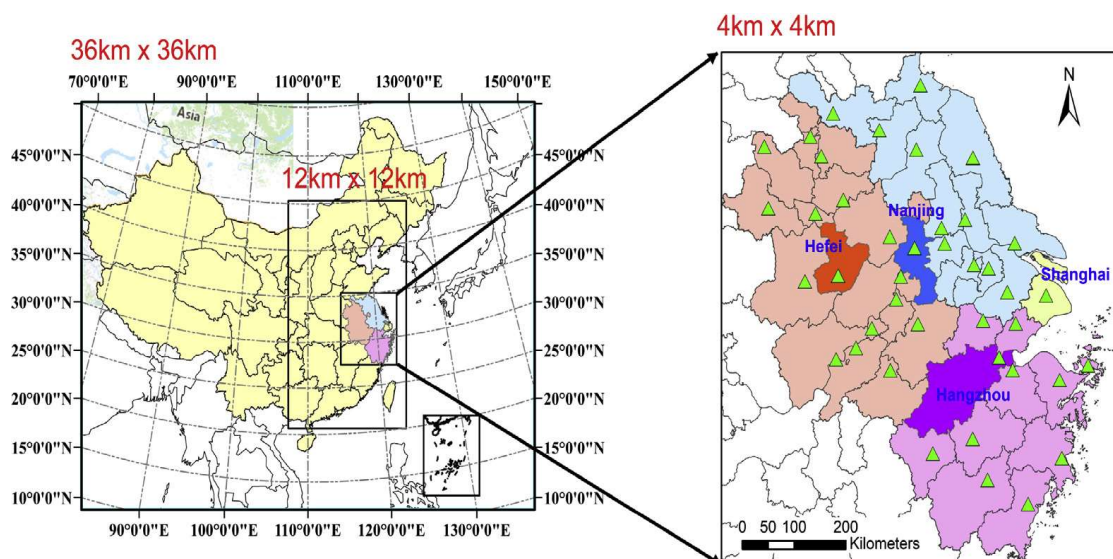 36km x 36km
4km x 4km
70°0'0"E 90°0'0"E 110°0'0"E 130°0'0"E 150°0'0"E
N
Asia
45°0'0"N
45°0'0"N
12km x 12km
40°0'0"N
40°0'0"N
35°0'0"N
35°0'0"N
Nanjing
Hefei
Shanghai
30°0'0"N
30°0'0"N
25°0'0"N
25°0'0"N
20°0'0"N
20°0'0"N
Hangzhou
15°0'0"N
15°0'0"N
10°0'0"N
10°0'0"N
90°0'0"E 100°0'0"E 110°0'0"E 120°0'0"E 130°0'0"E
0 50 100 200
Kilometers